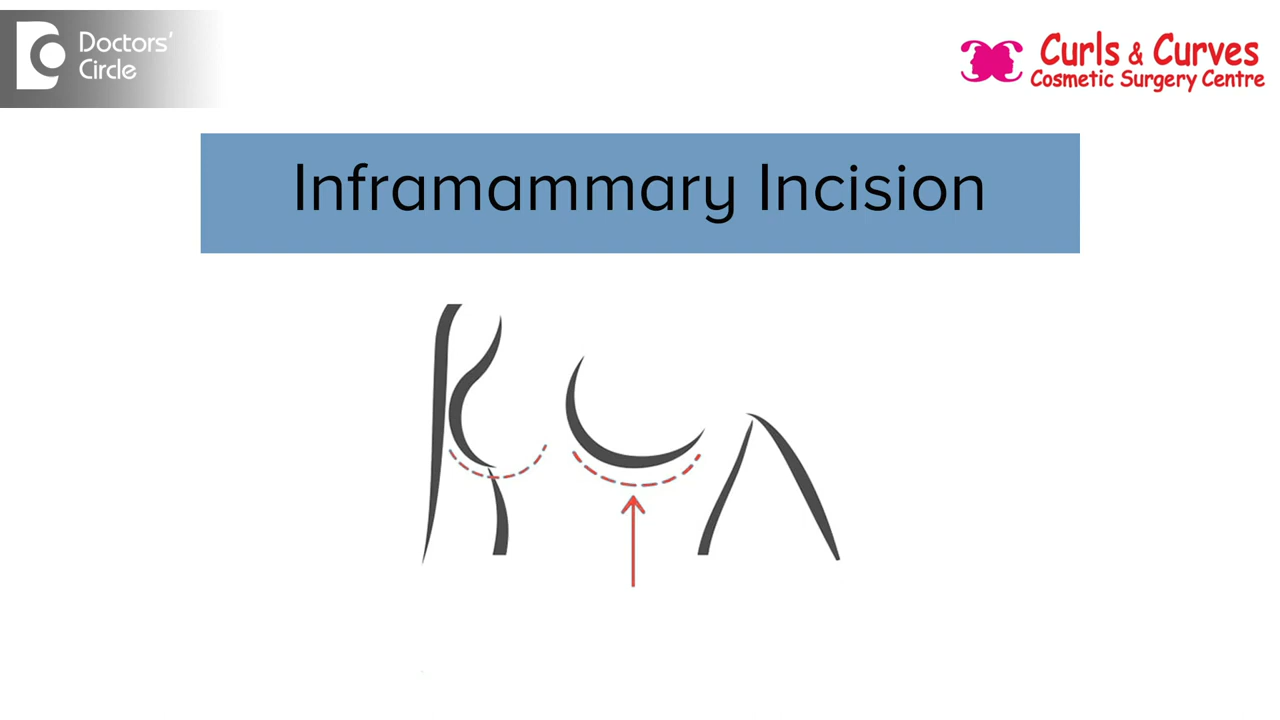 Doctors'
Circle
Curls & Curves
Cosmetic Surgery Centre
Inframammary Incision